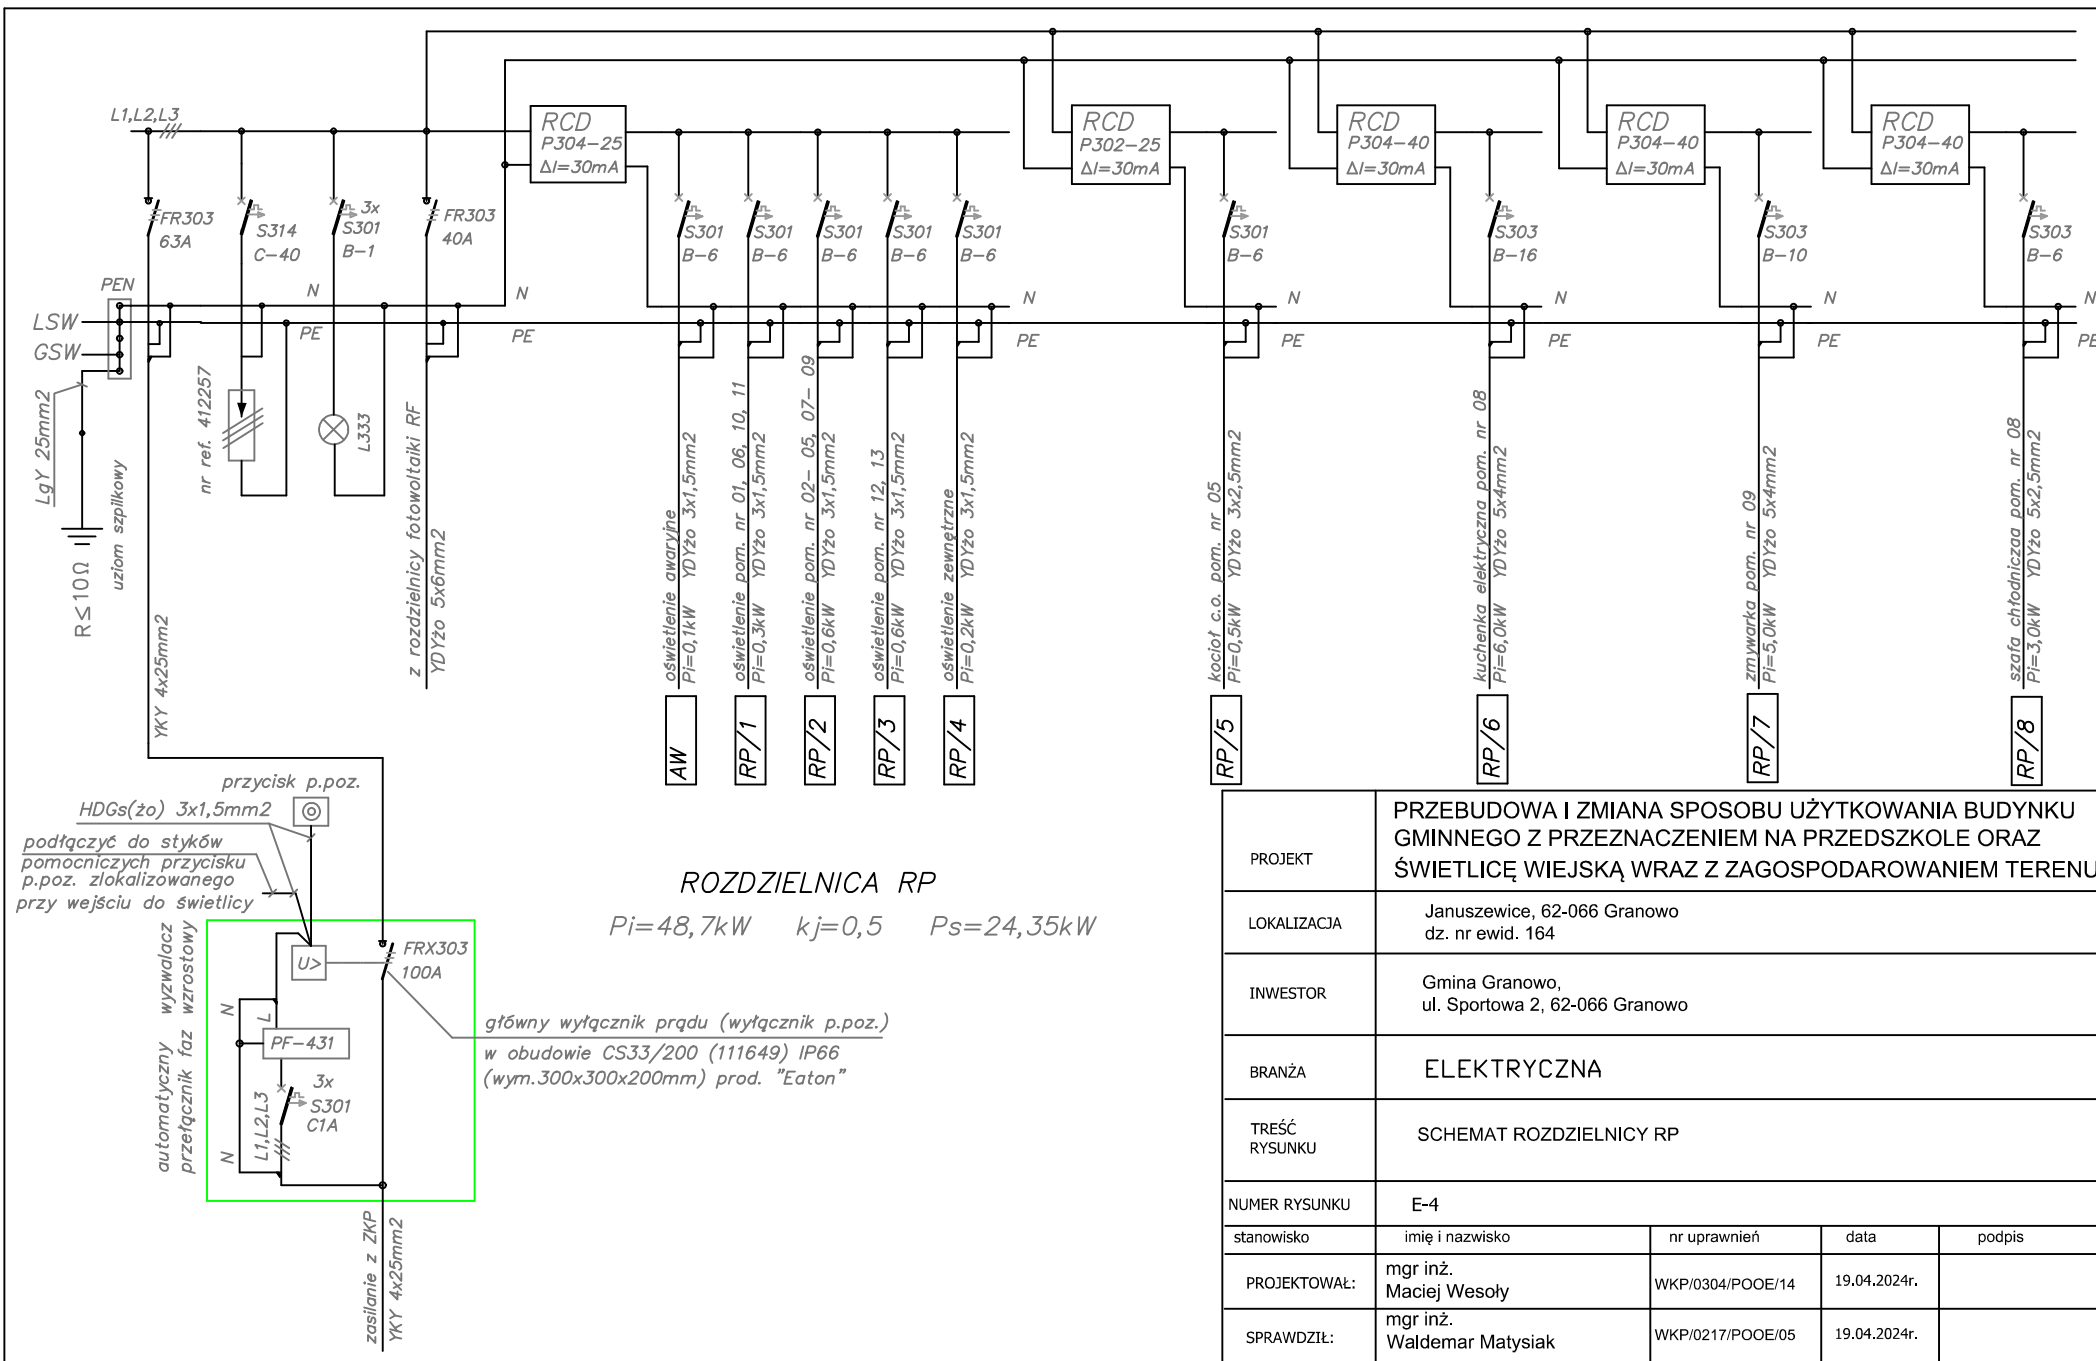 L1,L2,L3
RCD
P304-25
ΔI=30mA
RCD
P302-25
ΔI=30mA
RCD
P304-40
ΔI=30mA
RCD
P304-40
ΔI=30mA
RCD
P304-40
ΔI=30mA
FR303
63A
S314
C-40
3x
S301
B-1
FR303
40A
S301
B-6
S301
B-6
S301
B-6
S301
B-6
S301
B-6
S301
B-6
S303
B-16
S303
B-10
S303
B-6
PEN
LSW
GSW
N
PE
N
PE
N
PE
N
PE
N
PE
N
PE
N
PE
LgY 25mm2
uziom szpilkowy
R≤10Ω
YKY 4x25mm2
nr ref. 412257
L333
z rozdzielnicy fotowoltaiki RF
YDYżo 5x6mm2
oświetlenie awaryjne
Pi=0,1kW YDYżo 3x1,5mm2
AW
oświetlenie pom. nr 01, 06, 10, 11
Pi=0,3kW YDYżo 3x1,5mm2
RP/1
oświetlenie pom. nr 02- 05, 07- 09
Pi=0,6kW YDYżo 3x1,5mm2
RP/2
oświetlenie pom. nr 12, 13
Pi=0,6kW YDYżo 3x1,5mm2
RP/3
oświetlenie zewnętrzne
Pi=0,2kW YDYżo 3x1,5mm2
RP/4
kocioł c.o. pom. nr 05
Pi=0,5kW YDYżo 3x2,5mm2
RP/5
kuchenka elektryczna pom. nr 08
Pi=6,0kW YDYżo 5x4mm2
RP/6
zmywarka pom. nr 09
Pi=5,0kW YDYżo 5x4mm2
RP/7
szafa chłodniczaa pom. nr 08
Pi=3,0kW YDYżo 5x2,5mm2
RP/8
przycisk p.poz.
HDGs(żo) 3x1,5mm2
podłączyć do styków
pomocniczych przycisku
p.poz. zlokalizowanego
przy wejściu do świetlicy
ROZDZIELNICA RP
Pi=48,7kW kj=0,5 Ps=24,35kW
wyzwalacz
wzrostowy
automatyczny
przełącznik faz
U>
FRX303
100A
N
L
PF-431
3x
S301
C1A
L1,L2,L3
N
główny wyłącznik prądu (wyłącznik p.poz.)
w obudowie CS33/200 (111649) IP66
(wym.300x300x200mm) prod. "Eaton"
zasilanie z ZKP
YKY 4x25mm2
PROJEKT
PRZEBUDOWA I ZMIANA SPOSOBU UŻYTKOWANIA BUDYNKU
GMINNEGO Z PRZEZNACZENIEM NA PRZEDSZKOLE ORAZ
ŚWIETLICĘ WIEJSKĄ WRAZ Z ZAGOSPODAROWANIEM TERENU
LOKALIZACJA
Januszewice, 62-066 Granowo
dz. nr ewid. 164
INWESTOR
Gmina Granowo,
ul. Sportowa 2, 62-066 Granowo
BRANŻA
ELEKTRYCZNA
TREŚĆ
RYSUNKU
SCHEMAT ROZDZIELNICY RP
NUMER RYSUNKU
E-4
stanowisko imię i nazwisko nr uprawnień data podpis
PROJEKTOWAŁ:
mgr inż.
Maciej Wesoły
WKP/0304/POOE/14
19.04.2024r.
SPRAWDZIŁ:
mgr inż.
Waldemar Matysiak
WKP/0217/POOE/05
19.04.2024r.